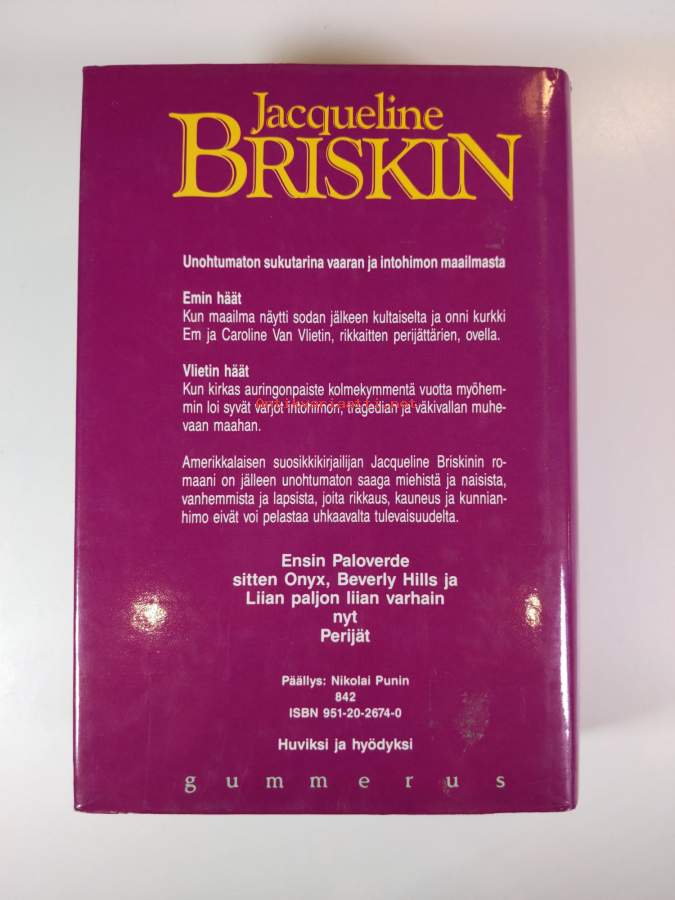 Jacqueline
BRISKIN
Unohtumaton sukutarina vaaran ja intohimon maailmasta
Emin häät
Kun maailma näytti sodan jälkeen kultaiselta ja onni kurkki
Em ja Caroline Van Vlietin, rikkaitten perijättärien, ovella.
Vlietin häät
Kun kirkas auringonpaiste kolmekymmentä vuotta myöhem-
min loi syvät varjot intohimon, tragedian ja väkivallan muhe-
vaan maahan.
Antikvariaatti.net
Amerikkalaisen suosikkikirjailijan Jacqueline Briskinin ro-
maani on jälleen unohtumaton saaga miehistä ja naisista,
vanhemmista ja lapsista, joita rikkaus, kauneus ja kunnian-
himo eivät voi pelastaa uhkaavalta tulevaisuudelta.
Ensin Paloverde
sitten Onyx, Beverly Hills ja
Liian paljon liian varhain
nyt
Perijät
Päällys: Nikolai Punin
842
ISBN 951-20-2674-0
Huviksi ja hyödyksi
gummerus